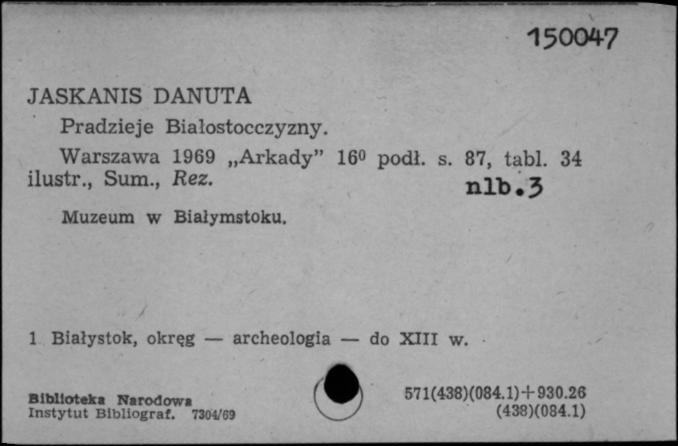 150047
JASKANIS DANUTA
Pradzieje Białostocczyzny.
Warszawa 1969 „Arkady” 16⁰ podł. s. 87, tabl. 34
ilustr., Sum., Rez.
nlb.3
Muzeum w Białymstoku.
1 Białystok, okręg — archeologia — do XIII w.
Biblioteka Narodowa
Instytut Bibliograf. 7304/69
571(438)(084.1)+930.26
(438)(084.1)